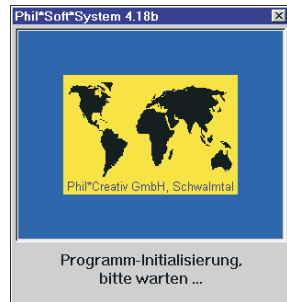 Phil*Soft*System 4.18b
Phil*Creativ GmbH, Schwalmtal
Programm-Initialisierung,
bitte warten ...